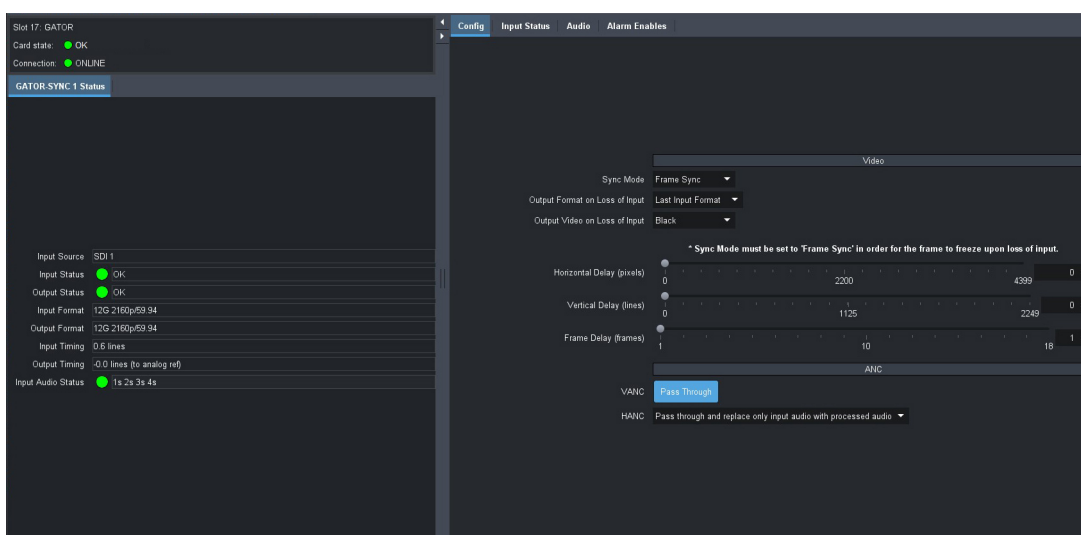 Slot 17: GATOR
Card state: OK
Connection: ONLINE
GATOR-SYNC 1 Status
Input Source SDI 1
Input Status OK
Output Status OK
Input Format 12G 2160p/59.94
Output Format 12G 2160p/59.94
Input Timing 0.6 lines
Output Timing -0.0 lines (to analog ref)
Input Audio Status 1s 2s 3s 4s
Config Input Status Audio Alarm Enables
Video
Sync Mode Frame Sync
Output Format on Loss of Input Last Input Format
Output Video on Loss of Input Black
* Sync Mode must be set to 'Frame Sync' in order for the frame to freeze upon loss of input.
Horizontal Delay (pixels) 0
0 2200 4399
Vertical Delay (lines) 0
0 1125 2249
Frame Delay (frames) 1
1 10 18
ANC
VANC Pass Through
HANC Pass through and replace only input audio with processed audio